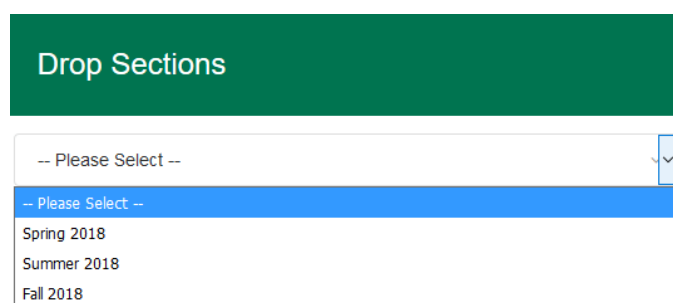 Drop Sections
-- Please Select --
-- Please Select --
Spring 2018
Summer 2018
Fall 2018